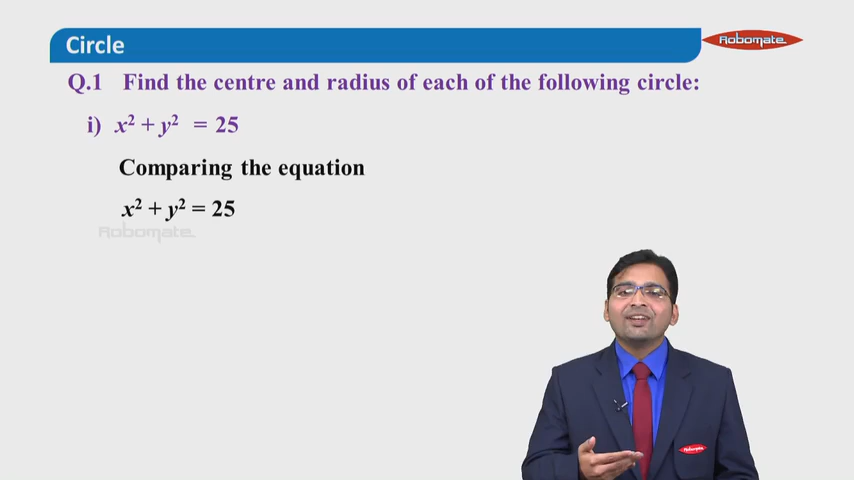 Circle
Robomate
Q.1 Find the centre and radius of each of the following circle:
i) x² + y² = 25
Comparing the equation
x² + y² = 25
Robomate
Robomate